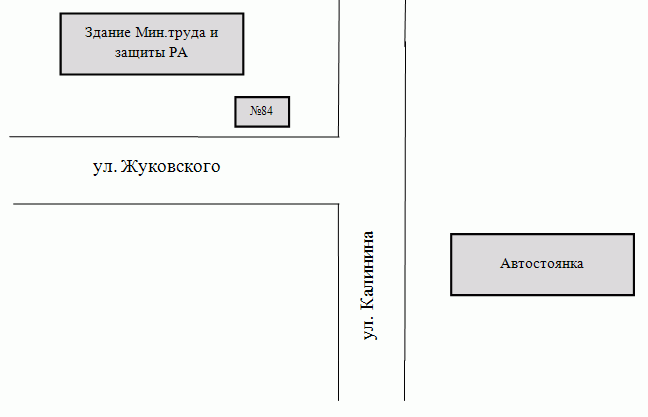 Здание Мин.труда и
защиты РА
№84
ул. Жуковского
ул. Калинина
Автостоянка